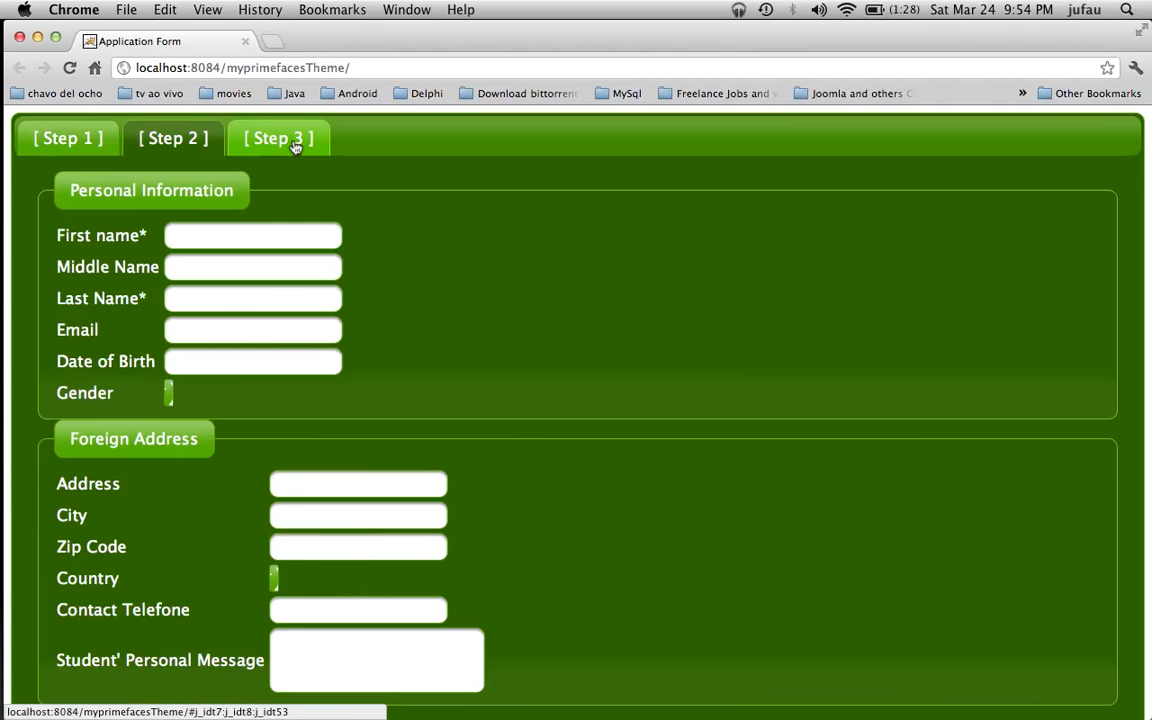 Chrome File Edit View History Bookmarks Window Help (1:28) Sat Mar 24 9:54 PM jufau
Application Form
localhost:8084/myprimefacesTheme/
chavo del ocho tv ao vivo movies Java Android Delphi Download bittorrent MySql Freelance Jobs and Joomla and others » Other Bookmarks
[ Step 1 ] [ Step 2 ] [ Step 3 ]
Personal Information
First name*
Middle Name
Last Name*
Email
Date of Birth
Gender
Foreign Address
Address
City
Zip Code
Country
Contact Telefone
Student' Personal Message
localhost:8084/myprimefacesTheme/#j_idt7:j_idt8:j_idt53